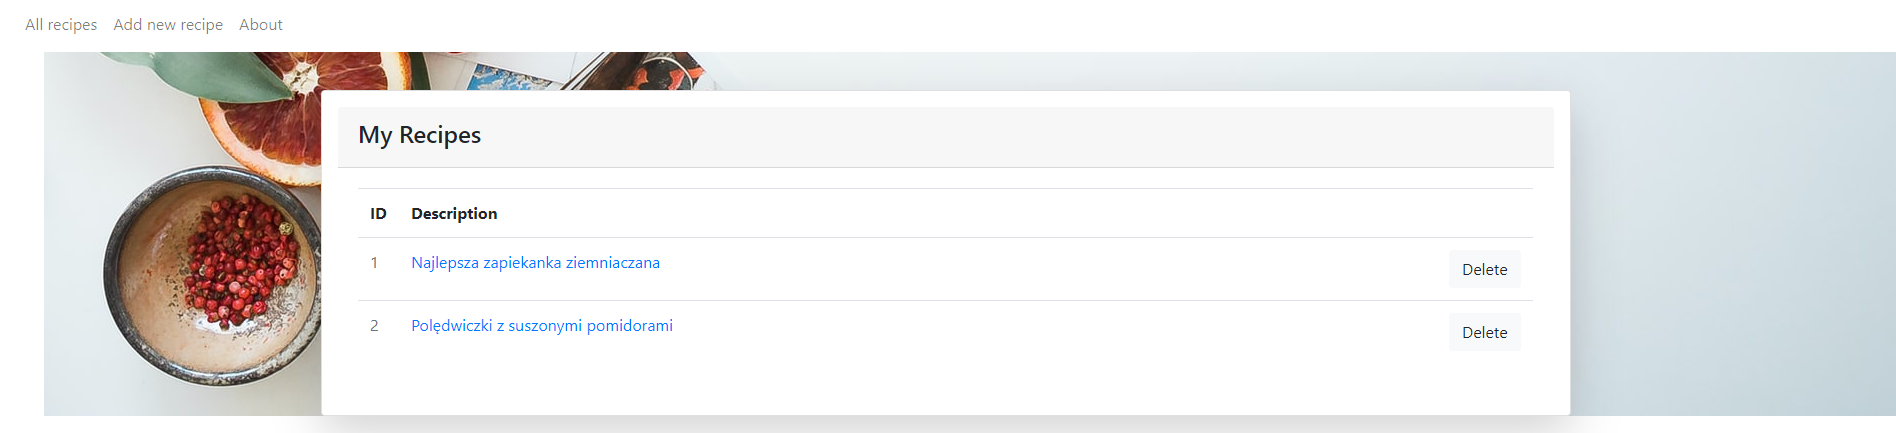 All recipes Add new recipe About
My Recipes
ID Description
1 Najlepsza zapiekanka ziemniaczana Delete
2 Polędwiczki z suszonymi pomidorami Delete